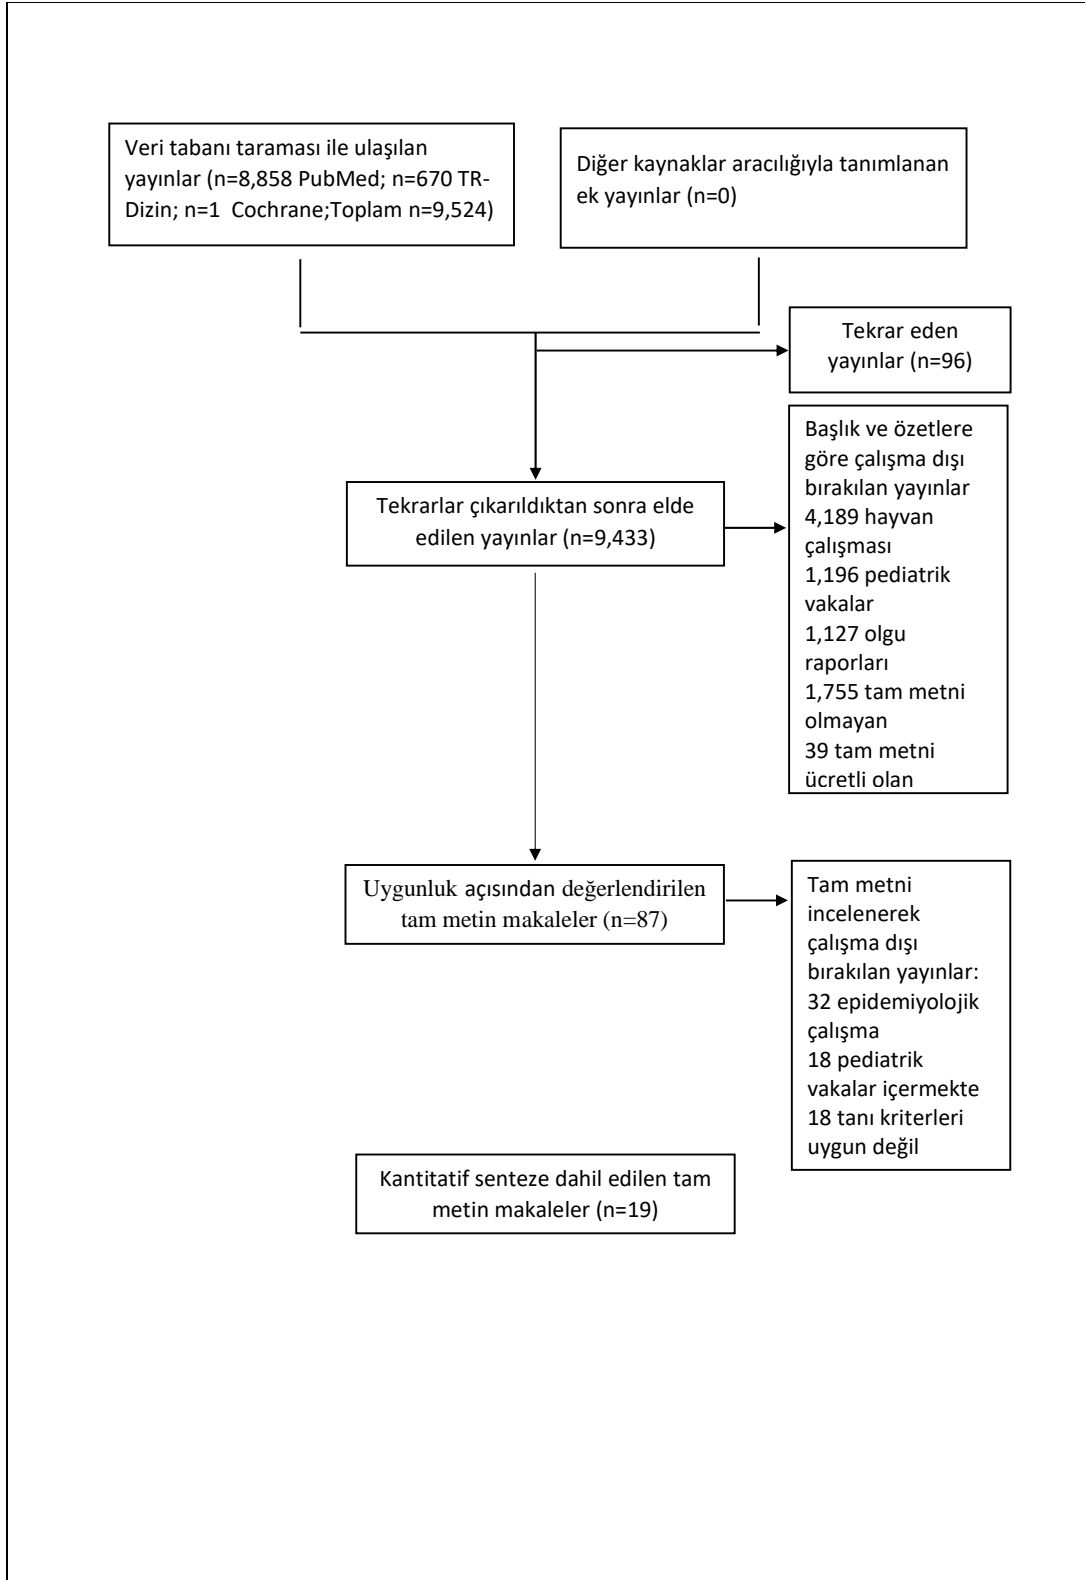 Veri tabanı taraması ile ulaşılan
yayınlar (n=8,858 PubMed; n=670 TR-
Dizin; n=1  Cochrane;Toplam n=9,524)
Diğer kaynaklar aracılığıyla tanımlanan
ek yayınlar (n=0)
Tekrar eden
yayınlar (n=96)
Tekrarlar çıkarıldıktan sonra elde
edilen yayınlar (n=9,433)
Başlık ve özetlere
göre çalışma dışı
bırakılan yayınlar
4,189 hayvan
çalışması
1,196 pediatrik
vakalar
1,127 olgu
raporları
1,755 tam metni
olmayan
39 tam metni
ücretli olan
Uygunluk açısından değerlendirilen
tam metin makaleler (n=87)
Tam metni
incelenerek
çalışma dışı
bırakılan yayınlar:
32 epidemiyolojik
çalışma
18 pediatrik
vakalar içermekte
18 tanı kriterleri
uygun değil
Kantitatif senteze dahil edilen tam
metin makaleler (n=19)